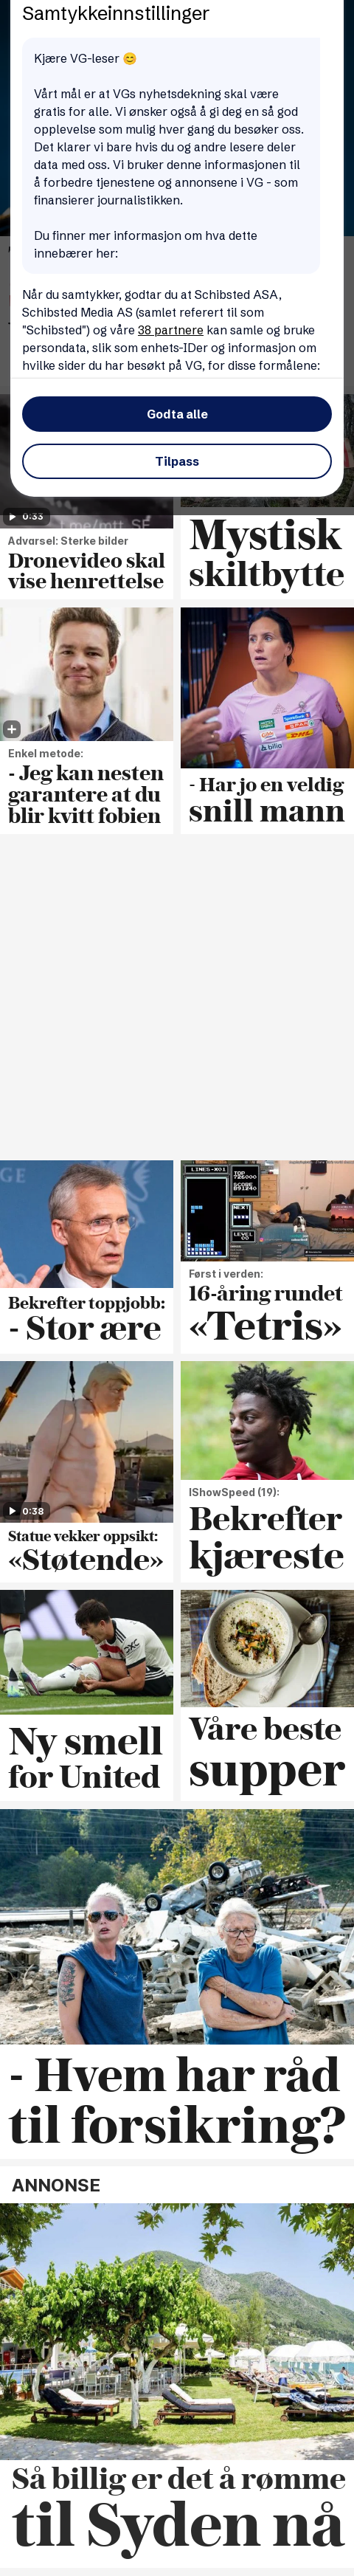 Samtykkeinnstillinger
Kjære VG-leser 😊
Vårt mål er at VGs nyhetsdekning skal være
gratis for alle. Vi ønsker også å gi deg en så god
opplevelse som mulig hver gang du besøker oss.
Det klarer vi bare hvis du og andre lesere deler
data med oss. Vi bruker denne informasjonen til
å forbedre tjenestene og annonsene i VG - som
finansierer journalistikken.
Du finner mer informasjon om hva dette
innebærer her:
Når du samtykker, godtar du at Schibsted ASA,
Schibsted Media AS (samlet referert til som
"Schibsted") og våre 38 partnere kan samle og bruke
persondata, slik som enhets-IDer og informasjon om
hvilke sider du har besøkt på VG, for disse formålene:
Godta alle
Tilpass
0:33
Advarsel: Sterke bilder
Dronevideo skal
vise henrettelse
Mystisk
skiltbytte
Enkel metode:
- Jeg kan nesten
garantere at du
blir kvitt fobien
- Har jo en veldig
snill mann
Bekrefter toppjobb:
- Stor ære
LINES-XO1
TOP
NEXT
LEVEL
Først i verden:
16-åring rundet
«Tetris»
0:38
Statue vekker oppsikt:
«Støtende»
IShowSpeed (19):
Bekrefter
kjæreste
Ny smell
for United
Våre beste
supper
- Hvem har råd
til forsikring?
ANNONSE
Så billig er det å rømme
til Syden nå